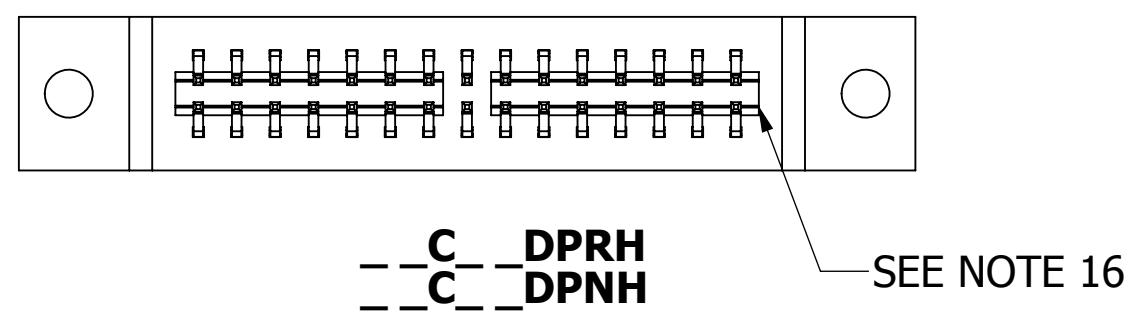 _ _C_ _DPRH
_ _C_ _DPNH
SEE NOTE 16